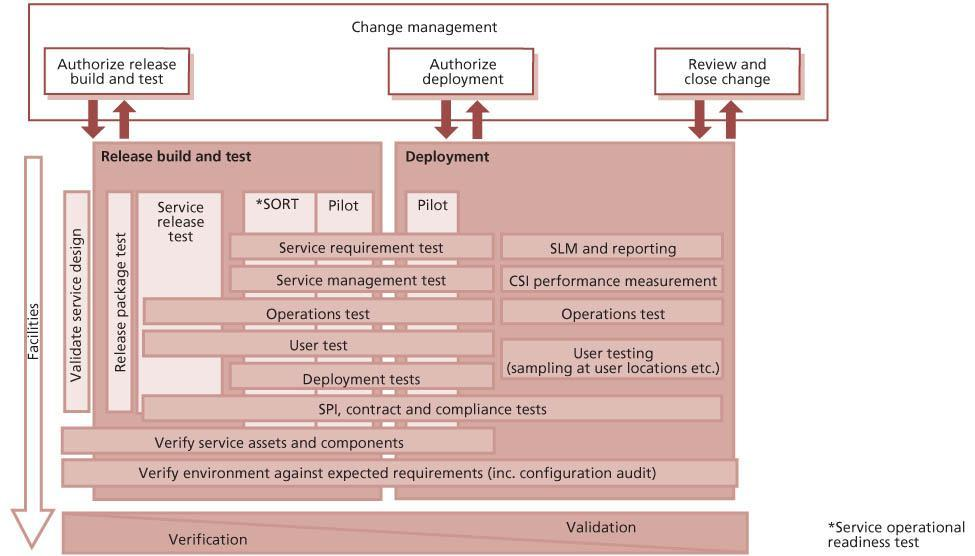 Change management
Authorize release
build and test
Authorize
deployment
Review and
close change
Release build and test
Deployment
Facilities
Validate service design
Release package test
Service
release
test
*SORT
Pilot
Pilot
Service requirement test
SLM and reporting
Service management test
CSI performance measurement
Operations test
Operations test
User test
User testing
(sampling at user locations etc.)
Deployment tests
SPI, contract and compliance tests
Verify service assets and components
Verify environment against expected requirements (inc. configuration audit)
Verification
Validation
*Service operational
readiness test